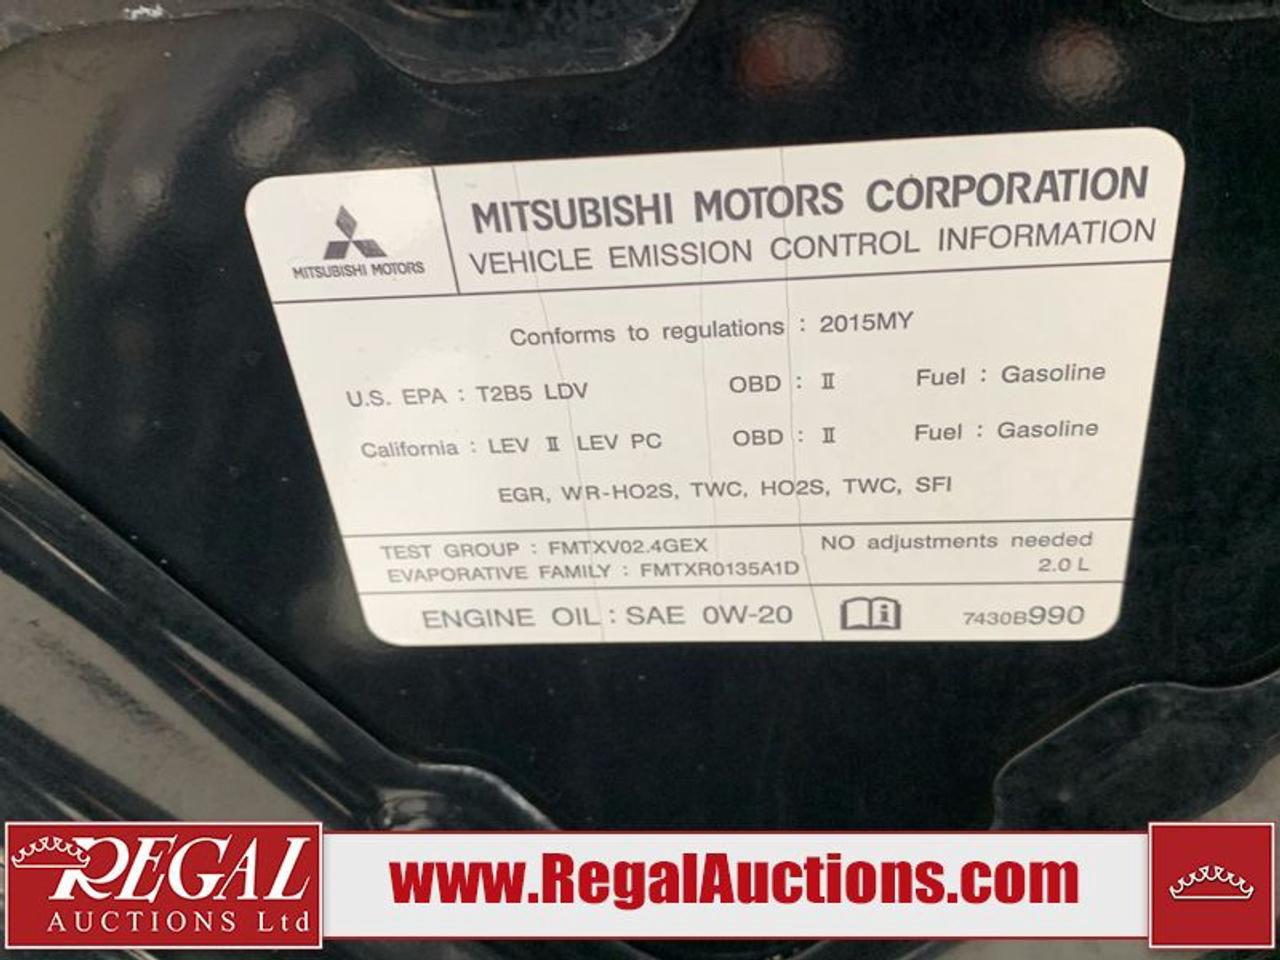 MITSUBISHI MOTORS
MITSUBISHI MOTORS CORPORATION
VEHICLE EMISSION CONTROL INFORMATION
Conforms to regulations : 2015MY
U.S. EPA : T2B5 LDV OBD : II Fuel : Gasoline
California : LEV II LEV PC OBD : II Fuel : Gasoline
EGR, WR-HO2S, TWC, HO2S, TWC, SFI
TEST GROUP : FMTXV02.4GEX NO adjustments needed
EVAPORATIVE FAMILY : FMTXR0135A1D 2.0 L
ENGINE OIL : SAE 0W-20 7430B990
REGAL
AUCTIONS Ltd
www.RegalAuctions.com